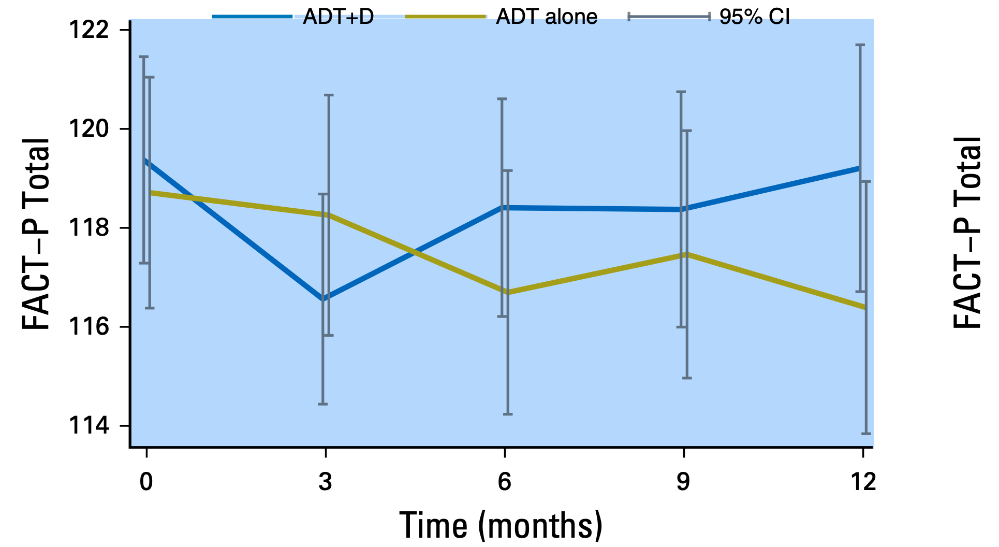 ADT+D ADT alone 95% CI
122
120
118
116
114
FACT–P Total
FACT–P Total
0 3 6 9 12
Time (months)